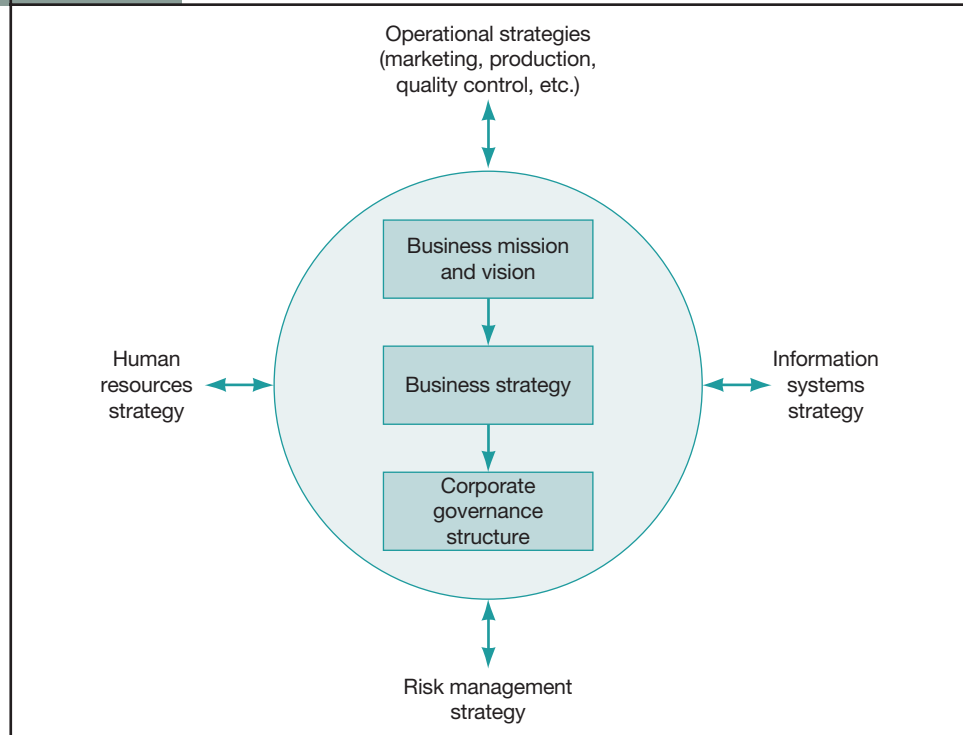 Operational strategies
(marketing, production,
quality control, etc.)
Business mission
and vision
Human
resources
strategy
Business strategy
Information
systems
strategy
Corporate
governance
structure
Risk management
strategy